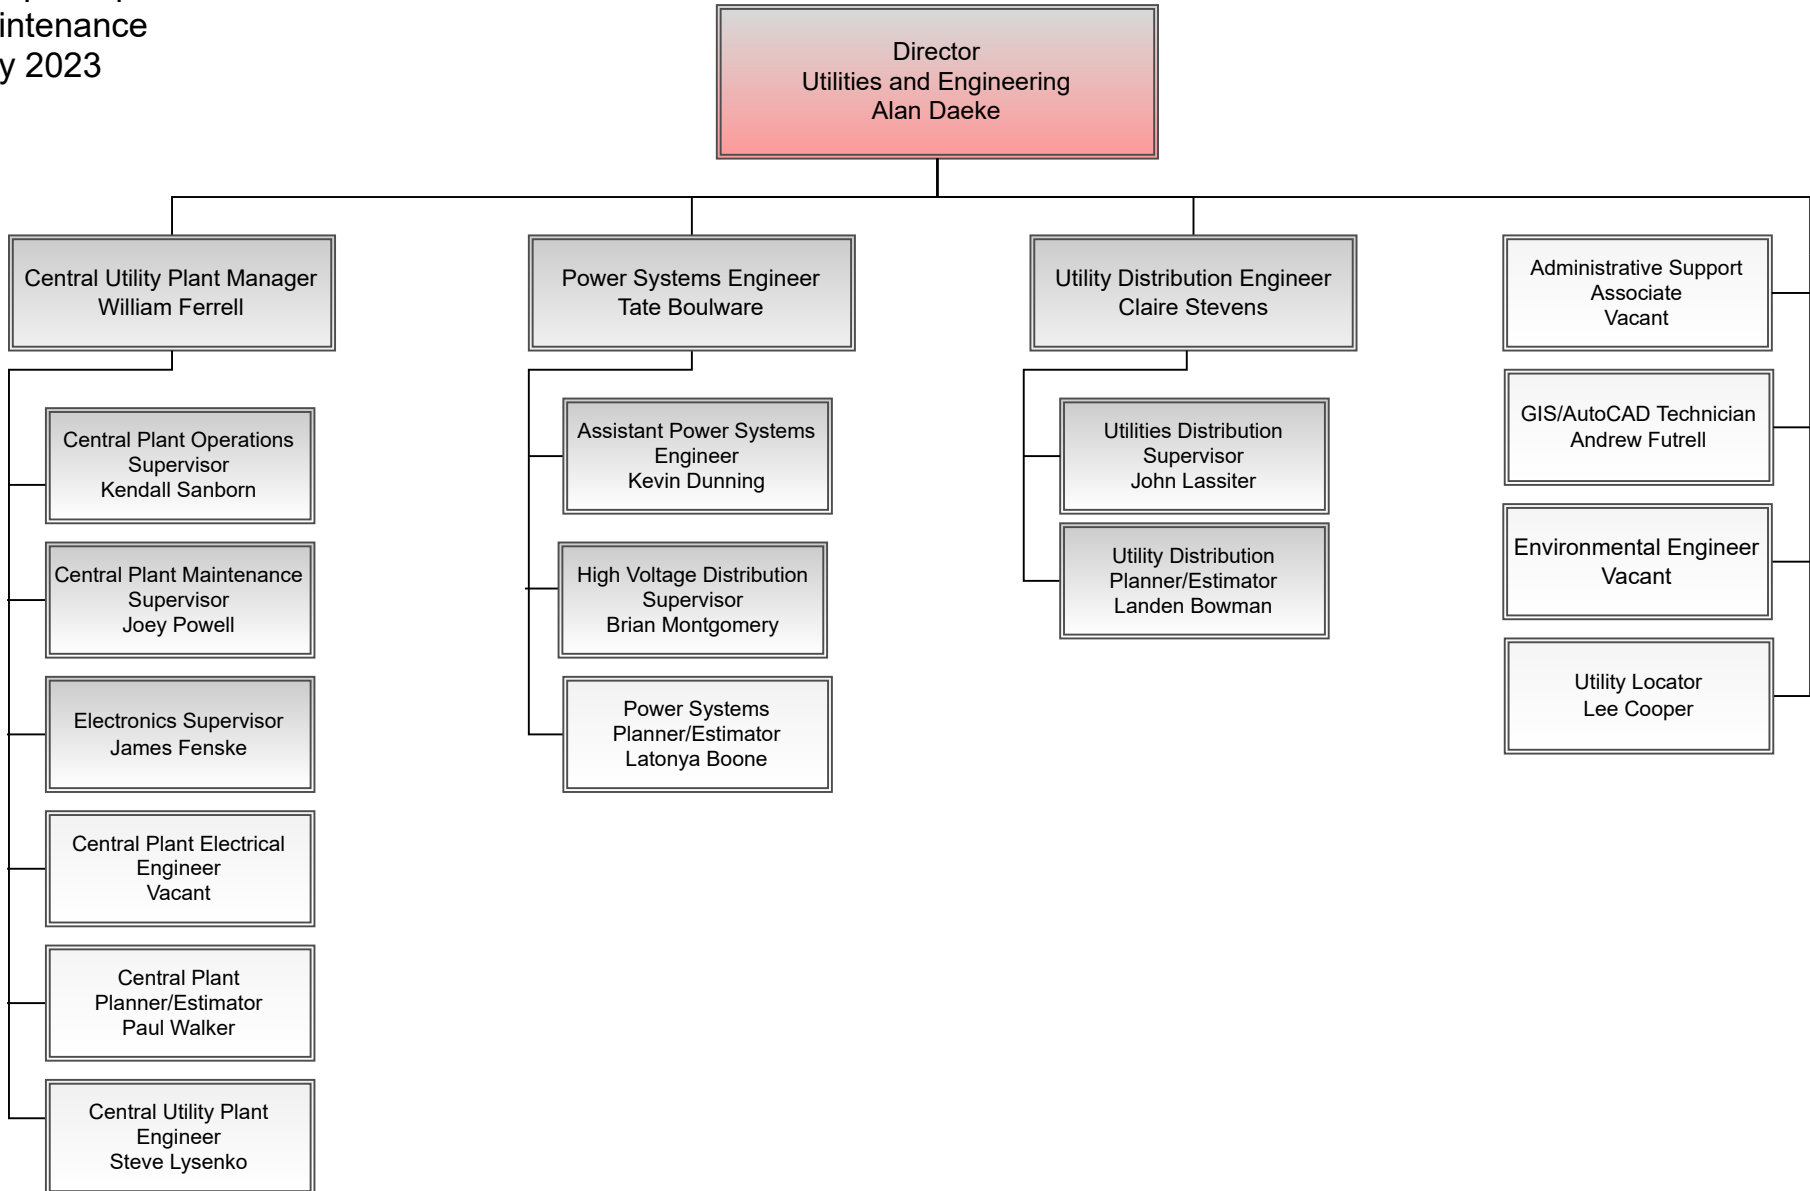 intenance
y 2023
Director
Utilities and Engineering
Alan Daeke
Central Utility Plant Manager
William Ferrell
Power Systems Engineer
Tate Boulware
Utility Distribution Engineer
Claire Stevens
Administrative Support
Associate
Vacant
Central Plant Operations
Supervisor
Kendall Sanborn
Central Plant Maintenance
Supervisor
Joey Powell
Electronics Supervisor
James Fenske
Central Plant Electrical
Engineer
Vacant
Central Plant
Planner/Estimator
Paul Walker
Central Utility Plant
Engineer
Steve Lysenko
Assistant Power Systems
Engineer
Kevin Dunning
High Voltage Distribution
Supervisor
Brian Montgomery
Power Systems
Planner/Estimator
Latonya Boone
Utilities Distribution
Supervisor
John Lassiter
Utility Distribution
Planner/Estimator
Landen Bowman
GIS/AutoCAD Technician
Andrew Futrell
Environmental Engineer
Vacant
Utility Locator
Lee Cooper